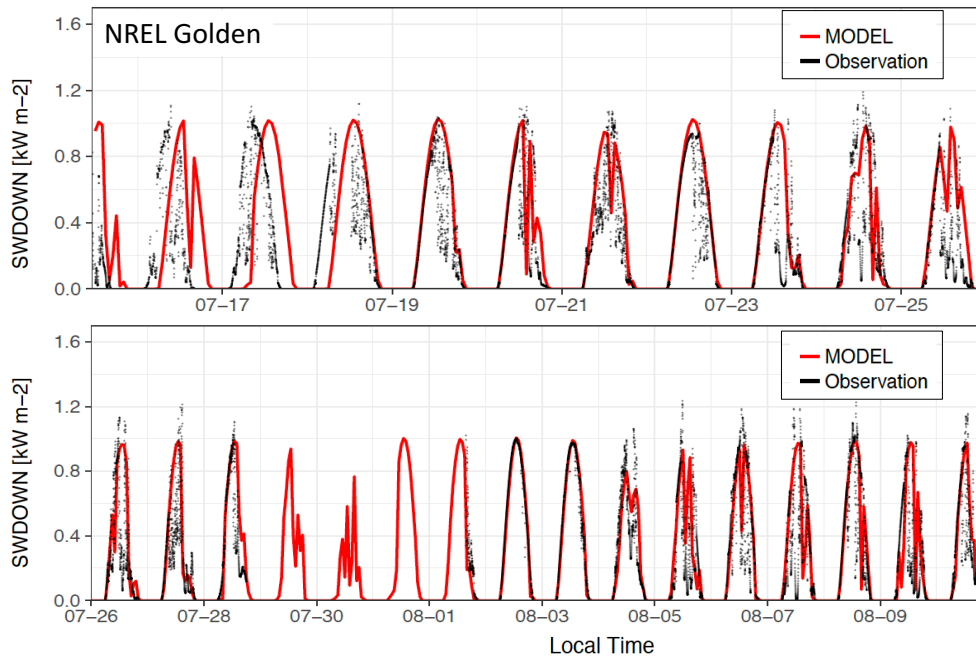 NREL Golden
MODEL
Observation
SWDOWN [kW m−2]
1.6
1.2
0.8
0.4
0.0
07−17
07−19
07−21
07−23
07−25
MODEL
Observation
SWDOWN [kW m−2]
1.6
1.2
0.8
0.4
0.0
07−26
07−28
07−30
08−01
08−03
08−05
08−07
08−09
Local Time